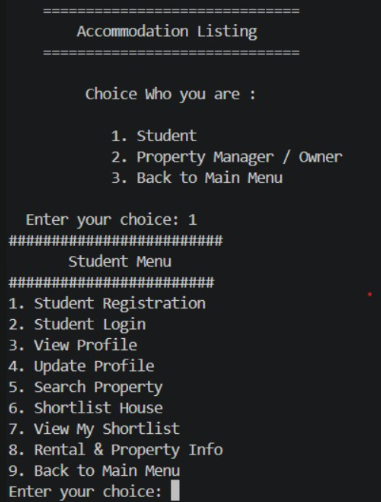 ==============================
Accommodation Listing
==============================
Choice Who you are :
1. Student
2. Property Manager / Owner
3. Back to Main Menu
Enter your choice: 1
#########################
Student Menu
########################
1. Student Registration
2. Student Login
3. View Profile
4. Update Profile
5. Search Property
6. Shortlist House
7. View My Shortlist
8. Rental & Property Info
9. Back to Main Menu
Enter your choice: